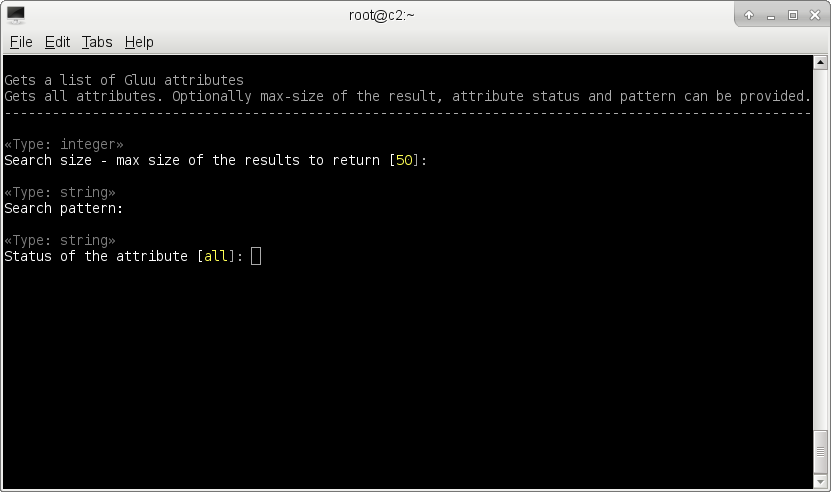 root@c2:~
File Edit Tabs Help
Gets a list of Gluu attributes
Gets all attributes. Optionally max-size of the result, attribute status and pattern can be provided.
-----------------------------------------------------------------------------------------------------
«Type: integer»
Search size - max size of the results to return [50]:
«Type: string»
Search pattern:
«Type: string»
Status of the attribute [all]: